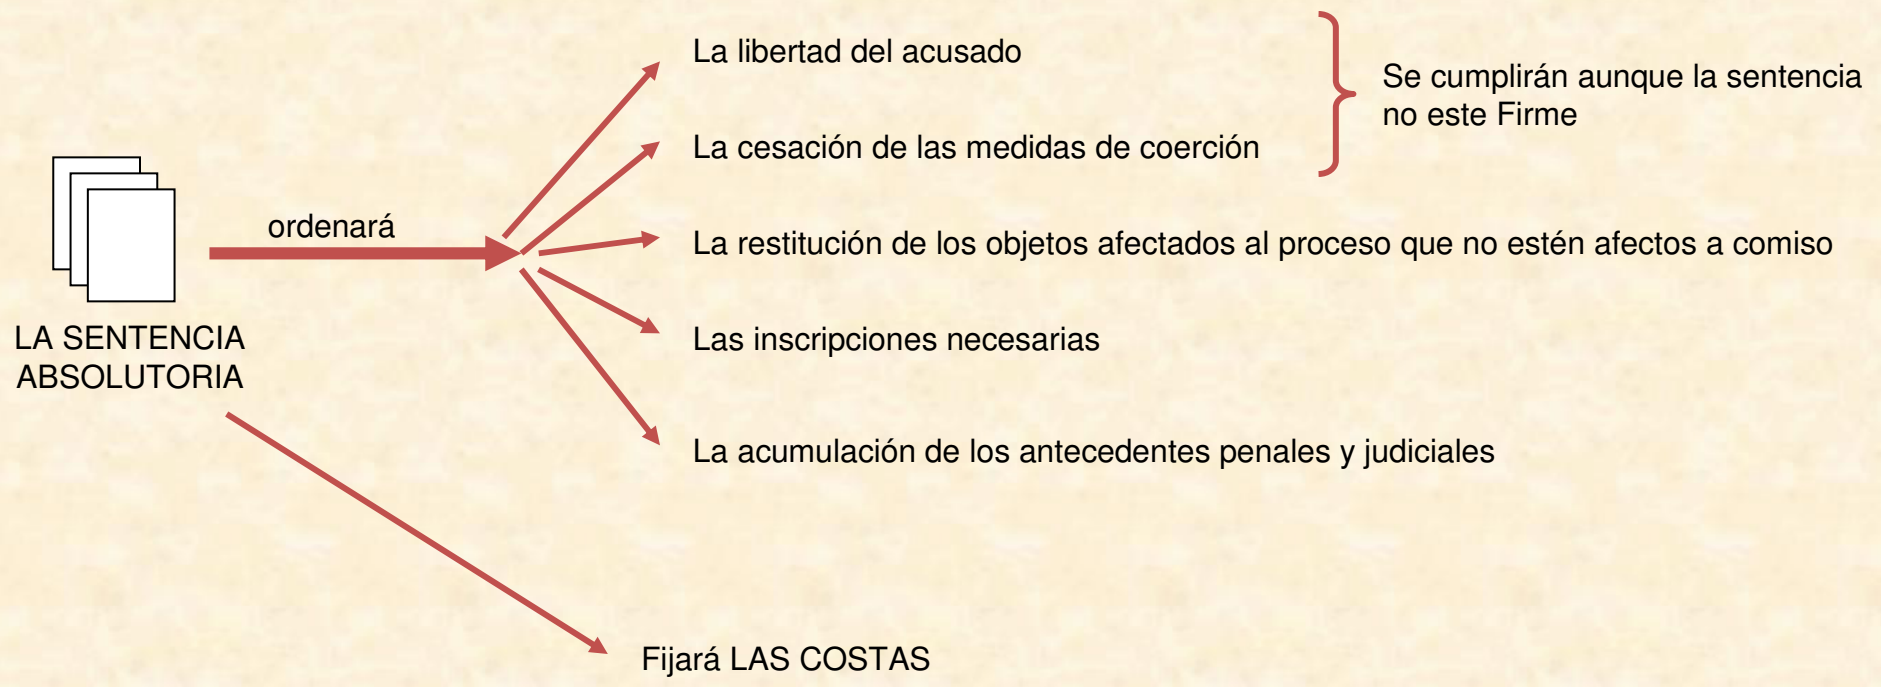 La libertad del acusado
Se cumplirán aunque la sentencia
no este Firme
La cesación de las medidas de coerción
ordenará
La restitución de los objetos afectados al proceso que no estén afectos a comiso
LA SENTENCIA
ABSOLUTORIA
Las inscripciones necesarias
La acumulación de los antecedentes penales y judiciales
Fijará LAS COSTAS